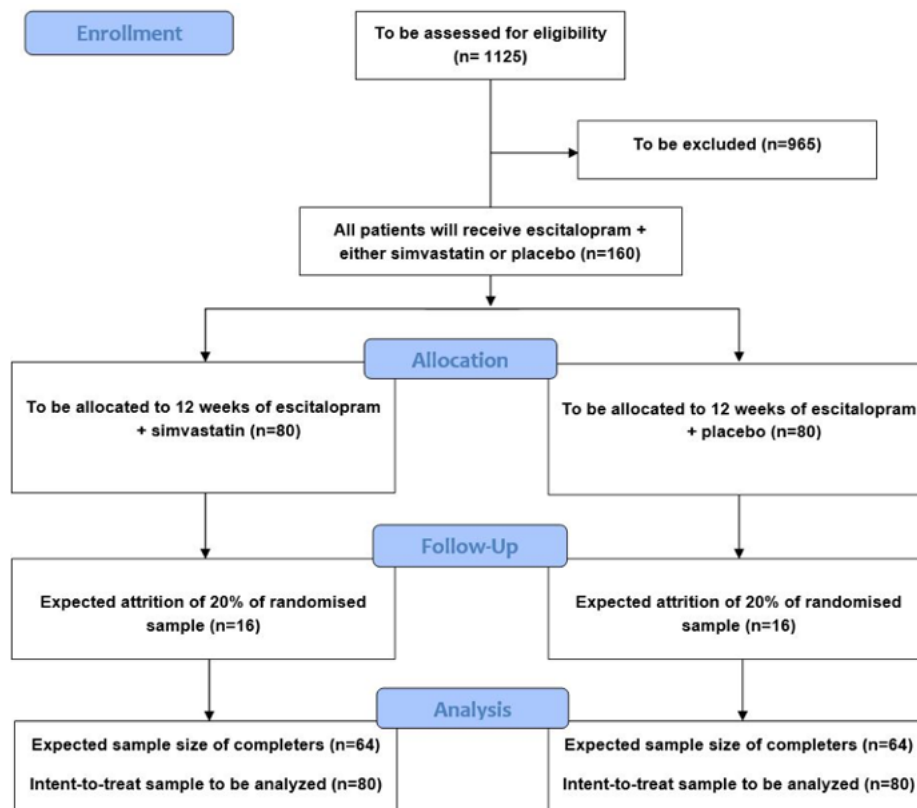 Enrollment
To be assessed for eligibility
(n= 1125)
To be excluded (n=965)
All patients will receive escitalopram +
either simvastatin or placebo (n=160)
Allocation
To be allocated to 12 weeks of escitalopram
+ simvastatin (n=80)
To be allocated to 12 weeks of escitalopram
+ placebo (n=80)
Follow-Up
Expected attrition of 20% of randomised
sample (n=16)
Expected attrition of 20% of randomised
sample (n=16)
Analysis
Expected sample size of completers (n=64)
Intent-to-treat sample to be analyzed (n=80)
Expected sample size of completers (n=64)
Intent-to-treat sample to be analyzed (n=80)